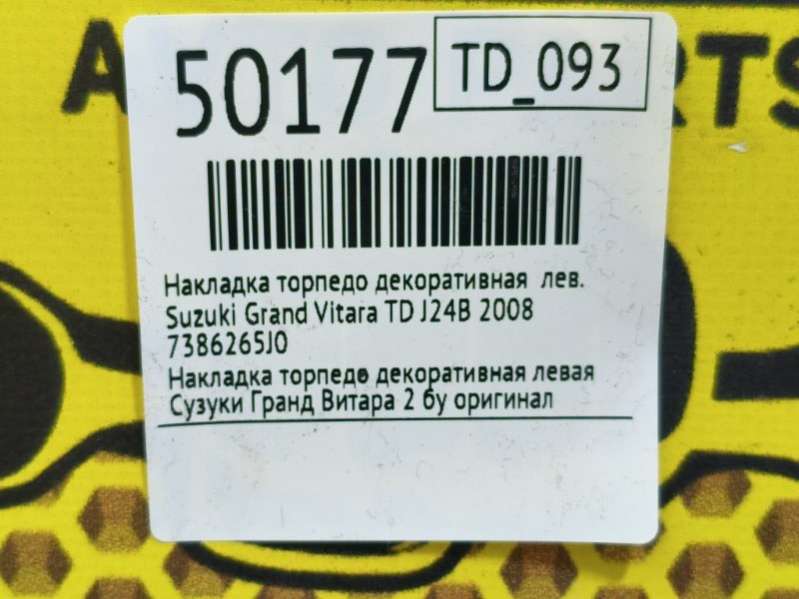 50177
TD_093
Накладка торпедо декоративная лев.
Suzuki Grand Vitara TD J24B 2008
7386265J0
Накладка торпедо декоративная левая
Сузуки Гранд Витара 2 бу оригинал